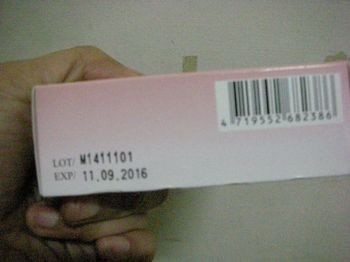 4 719552 682386
LOT/ M1411101
EXP/ 11.09.2016